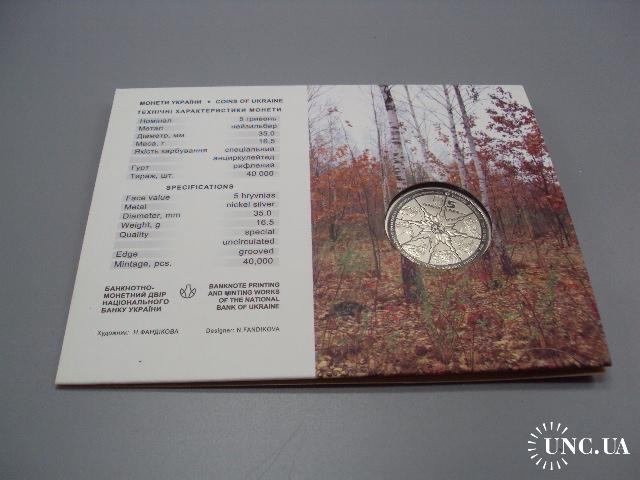 МОНЕТИ УКРАЇНИ • COINS OF UKRAINE
ТЕХНІЧНІ ХАРАКТЕРИСТИКИ МОНЕТИ
Номінал 5 гривень
Метал нейзильбер
Діаметр, мм 35,0
Маса, г 16,5
Якість карбування спеціальний
анциркулейтед
Гурт рифлений
Тираж, шт. 40 000
SPECIFICATIONS
Face value 5 hryvnias
Metal nickel silver
Diameter, mm 35.0
Weight, g 16.5
Quality special
uncirculated
Edge grooved
Mintage, pcs. 40,000
БАНКНОТНО-
МОНЕТНИЙ ДВІР
НАЦІОНАЛЬНОГО
БАНКУ УКРАЇНИ
BANKNOTE PRINTING
AND MINTING WORKS
OF THE NATIONAL
BANK OF UKRAINE
Художник: Н.ФАНДІКОВА Designer: N.FANDIKOVA
5
UNC.UA